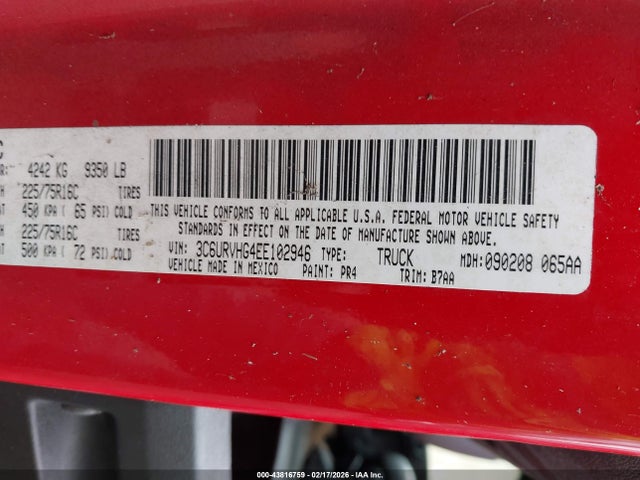 C
R: 4242 KG 9350 LB
H 225/75R16C TIRES
AT 450 KPA ( 65 PSI) COLD
H 225/75R16C TIRES
AT 500 KPA ( 72 PSI) COLD
THIS VEHICLE CONFORMS TO ALL APPLICABLE U.S.A. FEDERAL MOTOR VEHICLE SAFETY
STANDARDS IN EFFECT ON THE DATE OF MANUFACTURE SHOWN ABOVE.
VIN: 3C6URVHG4EE102946 TYPE: TRUCK MDH: 090208 065AA
VEHICLE MADE IN MEXICO PAINT: PR4 TRIM: B7AA
000-43816759 - 02/17/2026 - IAA Inc.